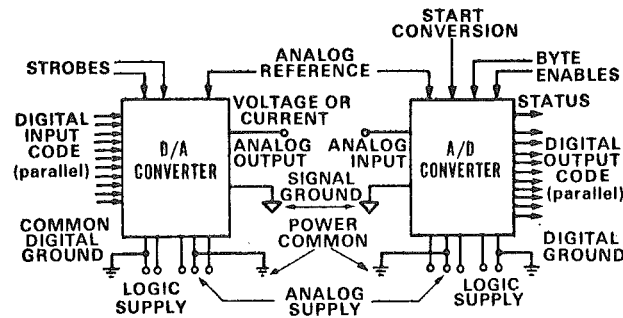 START
CONVERSION
STROBES
ANALOG
REFERENCE
BYTE
ENABLES
STATUS
DIGITAL
INPUT
CODE
(parallel)
D/A
CONVERTER
VOLTAGE OR
CURRENT
ANALOG
OUTPUT
ANALOG
INPUT
A/D
CONVERTER
DIGITAL
OUTPUT
CODE
(parallel)
SIGNAL
GROUND
COMMON
DIGITAL
GROUND
POWER
COMMON
DIGITAL
GROUND
LOGIC
SUPPLY
ANALOG
SUPPLY
LOGIC
SUPPLY